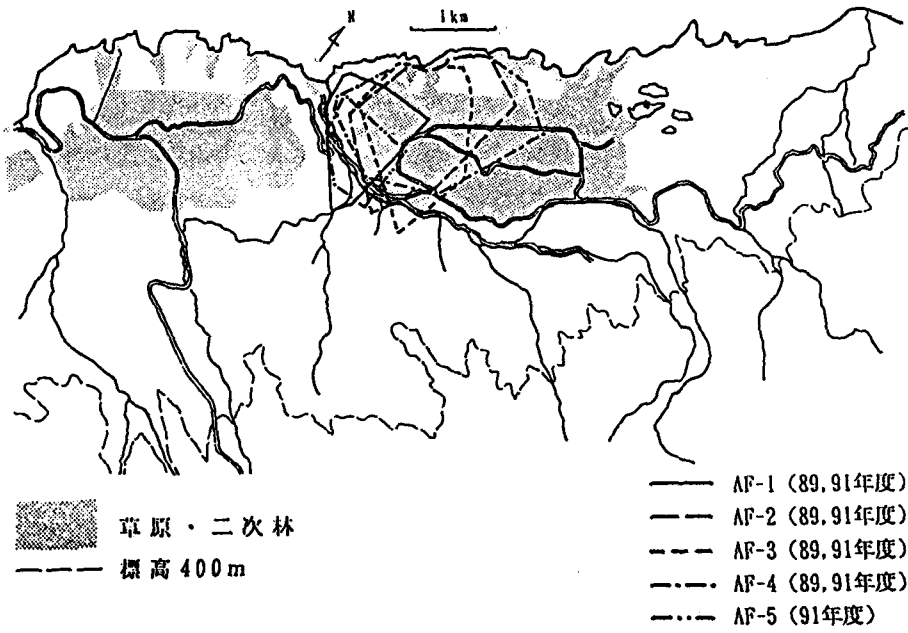 N
1km
草原・二次林
標高400m
AF-1 (89,91年度)
AF-2 (89,91年度)
AF-3 (89,91年度)
AF-4 (89,91年度)
AF-5 (91年度)